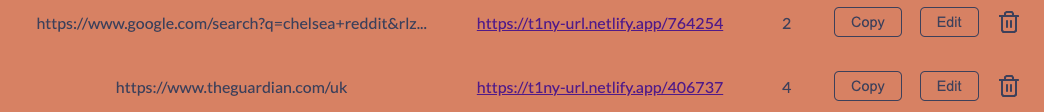 https://www.google.com/search?q=chelsea+reddit&rlz... https://t1ny-url.netlify.app/764254 2 Copy Edit
https://www.theguardian.com/uk https://t1ny-url.netlify.app/406737 4 Copy Edit